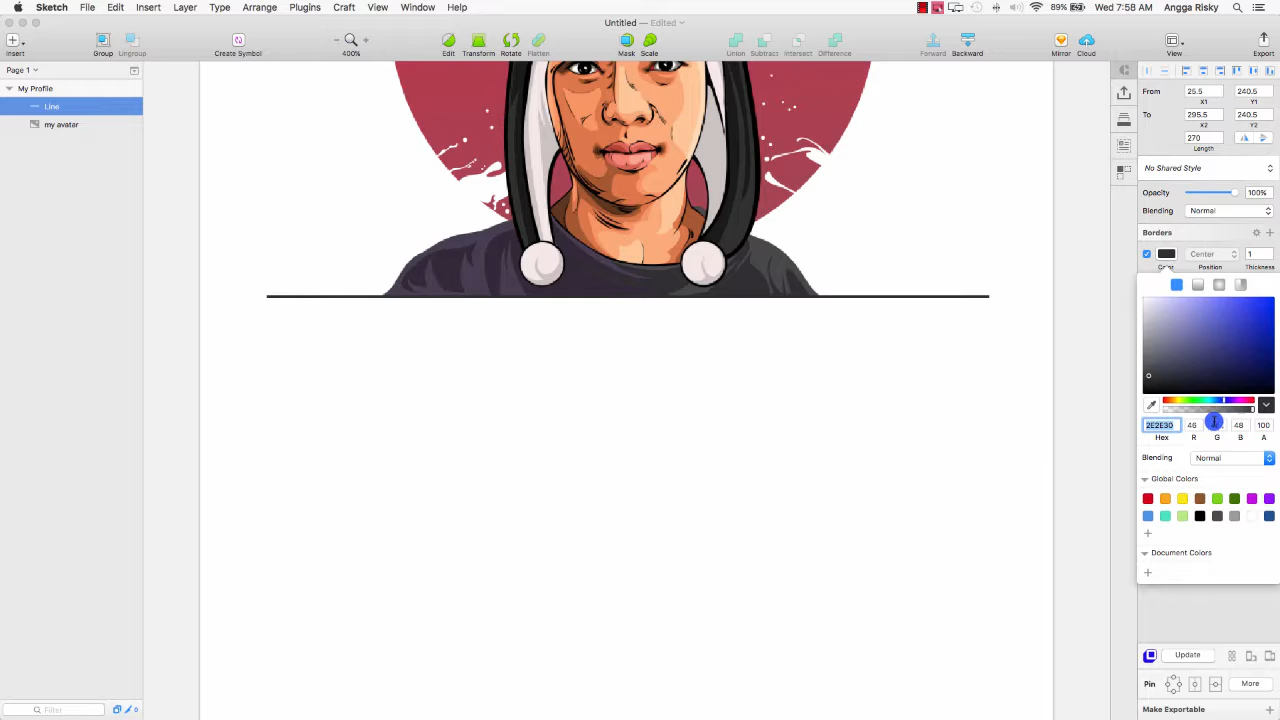 Sketch File Edit Insert Layer Type Arrange Plugins Craft View Window Help 89% Wed 7:58 AM Angga Risky
Untitled — Edited
Insert Group Ungroup Create Symbol 400% Edit Transform Rotate Flatten Mask Scale Union Subtract Intersect Difference Forward Backward Mirror Cloud View Export
Page 1
My Profile
Line
my avatar
Filter 0
From 25.5 240.5
X1 Y1
To 295.5 240.5
X2 Y2
270
Length
No Shared Style
Opacity 100%
Blending Normal
Borders
Center 1
Color Position Thickness
2E2E30 46 48 100
Hex R G B A
Blending Normal
Global Colors
Document Colors
Update
Pin More
Make Exportable